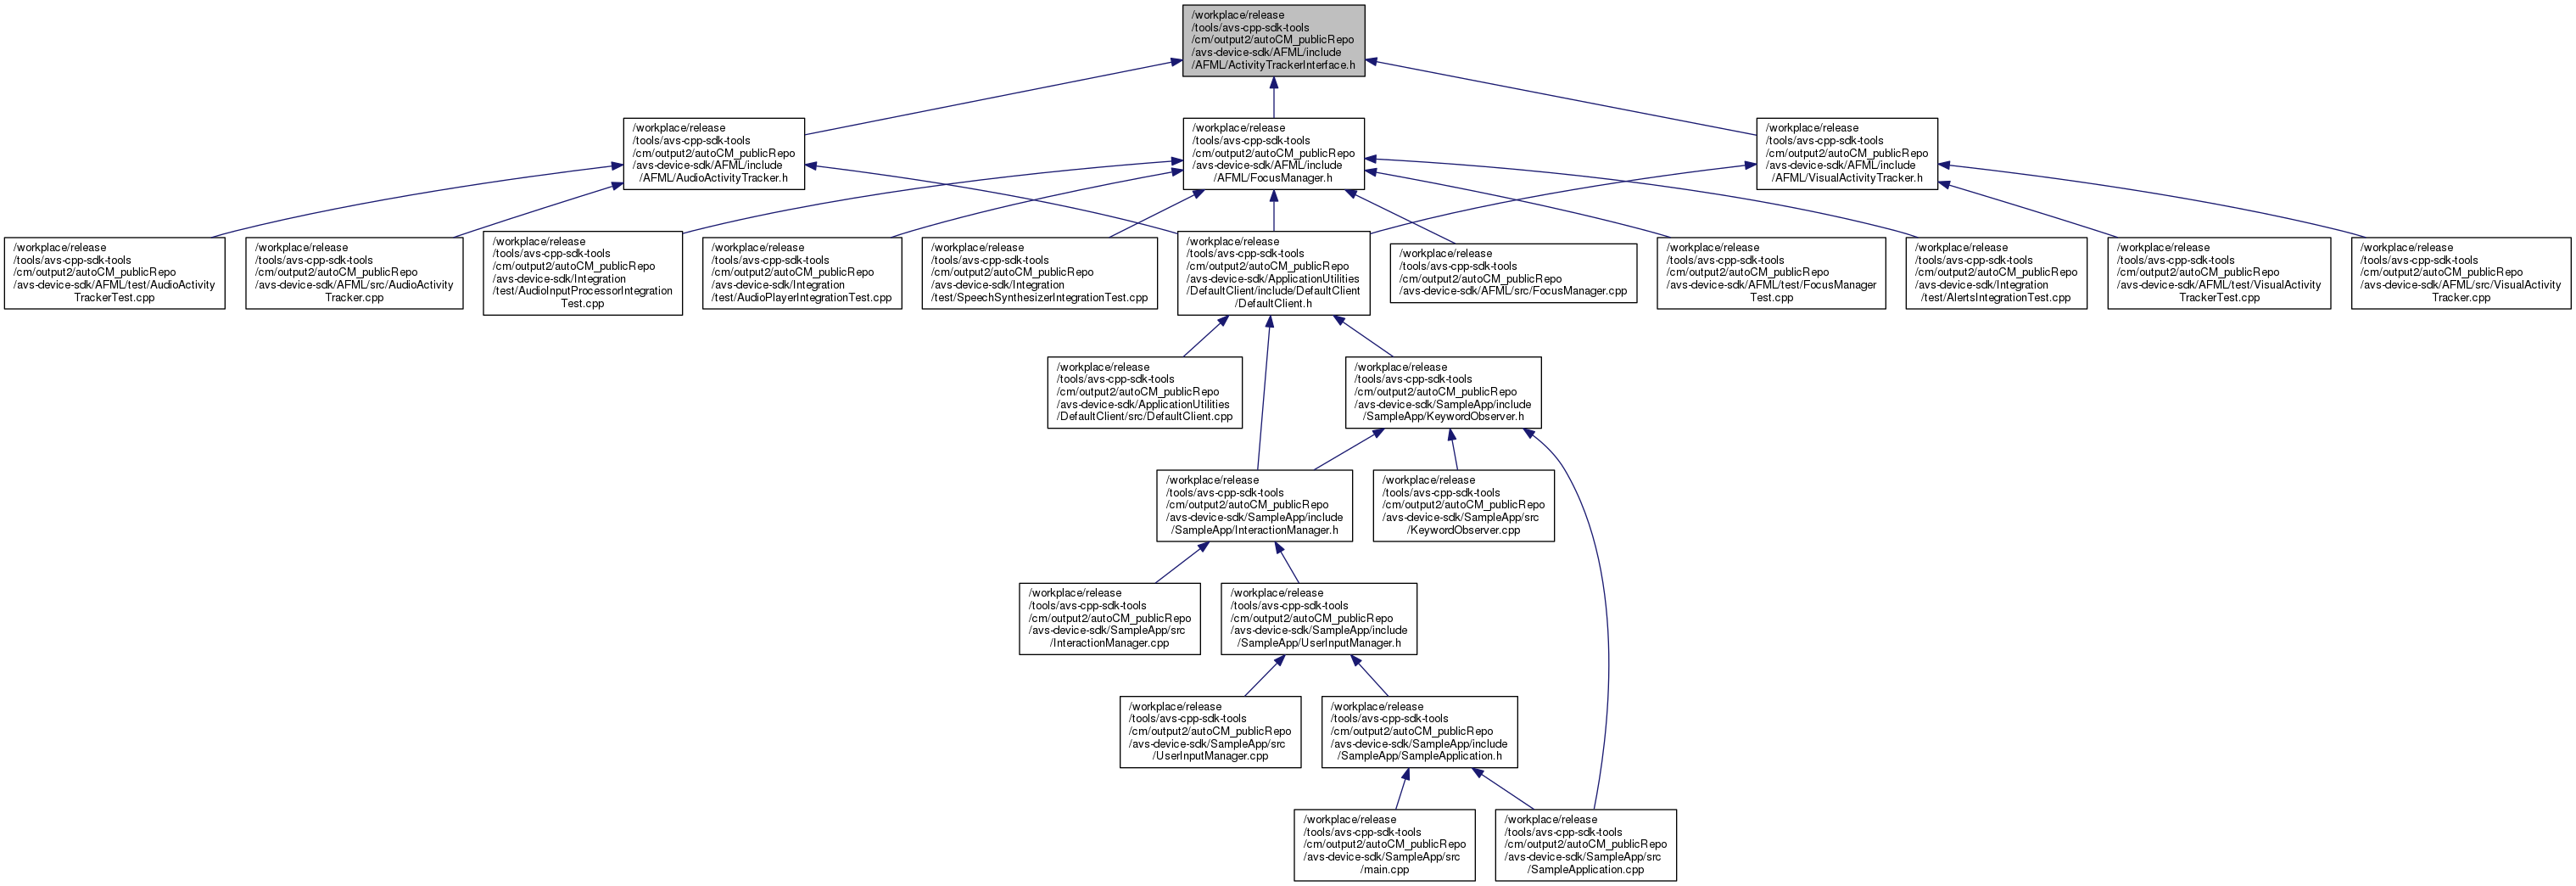 /workplace/release
/tools/avs-cpp-sdk-tools
/cm/output2/autoCM_publicRepo
/avs-device-sdk/AFML/include
/AFML/ActivityTrackerInterface.h
/workplace/release
/tools/avs-cpp-sdk-tools
/cm/output2/autoCM_publicRepo
/avs-device-sdk/AFML/include
/AFML/AudioActivityTracker.h
/workplace/release
/tools/avs-cpp-sdk-tools
/cm/output2/autoCM_publicRepo
/avs-device-sdk/AFML/include
/AFML/FocusManager.h
/workplace/release
/tools/avs-cpp-sdk-tools
/cm/output2/autoCM_publicRepo
/avs-device-sdk/AFML/include
/AFML/VisualActivityTracker.h
/workplace/release
/tools/avs-cpp-sdk-tools
/cm/output2/autoCM_publicRepo
/avs-device-sdk/AFML/test/AudioActivity
TrackerTest.cpp
/workplace/release
/tools/avs-cpp-sdk-tools
/cm/output2/autoCM_publicRepo
/avs-device-sdk/AFML/src/AudioActivity
Tracker.cpp
/workplace/release
/tools/avs-cpp-sdk-tools
/cm/output2/autoCM_publicRepo
/avs-device-sdk/Integration
/test/AudioInputProcessorIntegration
Test.cpp
/workplace/release
/tools/avs-cpp-sdk-tools
/cm/output2/autoCM_publicRepo
/avs-device-sdk/Integration
/test/AudioPlayerIntegrationTest.cpp
/workplace/release
/tools/avs-cpp-sdk-tools
/cm/output2/autoCM_publicRepo
/avs-device-sdk/Integration
/test/SpeechSynthesizerIntegrationTest.cpp
/workplace/release
/tools/avs-cpp-sdk-tools
/cm/output2/autoCM_publicRepo
/avs-device-sdk/ApplicationUtilities
/DefaultClient/include/DefaultClient
/DefaultClient.h
/workplace/release
/tools/avs-cpp-sdk-tools
/cm/output2/autoCM_publicRepo
/avs-device-sdk/AFML/src/FocusManager.cpp
/workplace/release
/tools/avs-cpp-sdk-tools
/cm/output2/autoCM_publicRepo
/avs-device-sdk/AFML/test/FocusManager
Test.cpp
/workplace/release
/tools/avs-cpp-sdk-tools
/cm/output2/autoCM_publicRepo
/avs-device-sdk/Integration
/test/AlertsIntegrationTest.cpp
/workplace/release
/tools/avs-cpp-sdk-tools
/cm/output2/autoCM_publicRepo
/avs-device-sdk/AFML/test/VisualActivity
TrackerTest.cpp
/workplace/release
/tools/avs-cpp-sdk-tools
/cm/output2/autoCM_publicRepo
/avs-device-sdk/AFML/src/VisualActivity
Tracker.cpp
/workplace/release
/tools/avs-cpp-sdk-tools
/cm/output2/autoCM_publicRepo
/avs-device-sdk/ApplicationUtilities
/DefaultClient/src/DefaultClient.cpp
/workplace/release
/tools/avs-cpp-sdk-tools
/cm/output2/autoCM_publicRepo
/avs-device-sdk/SampleApp/include
/SampleApp/KeywordObserver.h
/workplace/release
/tools/avs-cpp-sdk-tools
/cm/output2/autoCM_publicRepo
/avs-device-sdk/SampleApp/include
/SampleApp/InteractionManager.h
/workplace/release
/tools/avs-cpp-sdk-tools
/cm/output2/autoCM_publicRepo
/avs-device-sdk/SampleApp/src
/KeywordObserver.cpp
/workplace/release
/tools/avs-cpp-sdk-tools
/cm/output2/autoCM_publicRepo
/avs-device-sdk/SampleApp/src
/InteractionManager.cpp
/workplace/release
/tools/avs-cpp-sdk-tools
/cm/output2/autoCM_publicRepo
/avs-device-sdk/SampleApp/include
/SampleApp/UserInputManager.h
/workplace/release
/tools/avs-cpp-sdk-tools
/cm/output2/autoCM_publicRepo
/avs-device-sdk/SampleApp/src
/UserInputManager.cpp
/workplace/release
/tools/avs-cpp-sdk-tools
/cm/output2/autoCM_publicRepo
/avs-device-sdk/SampleApp/include
/SampleApp/SampleApplication.h
/workplace/release
/tools/avs-cpp-sdk-tools
/cm/output2/autoCM_publicRepo
/avs-device-sdk/SampleApp/src
/main.cpp
/workplace/release
/tools/avs-cpp-sdk-tools
/cm/output2/autoCM_publicRepo
/avs-device-sdk/SampleApp/src
/SampleApplication.cpp